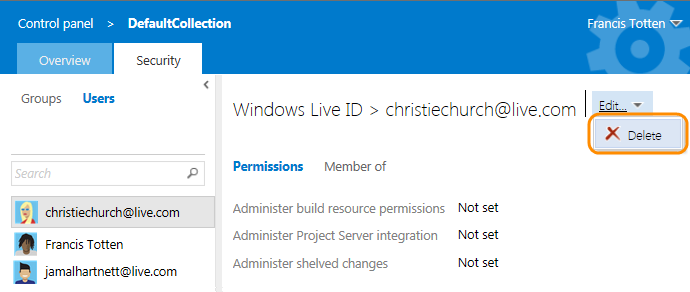 Control panel > DefaultCollection
Francis Totten
Overview
Security
Groups
Users
Windows Live ID > christiechurch@live.com
Edit...
Delete
Search
Permissions
Member of
christiechurch@live.com
Francis Totten
jamalhartnett@live.com
Administer build resource permissions Not set
Administer Project Server integration Not set
Administer shelved changes Not set